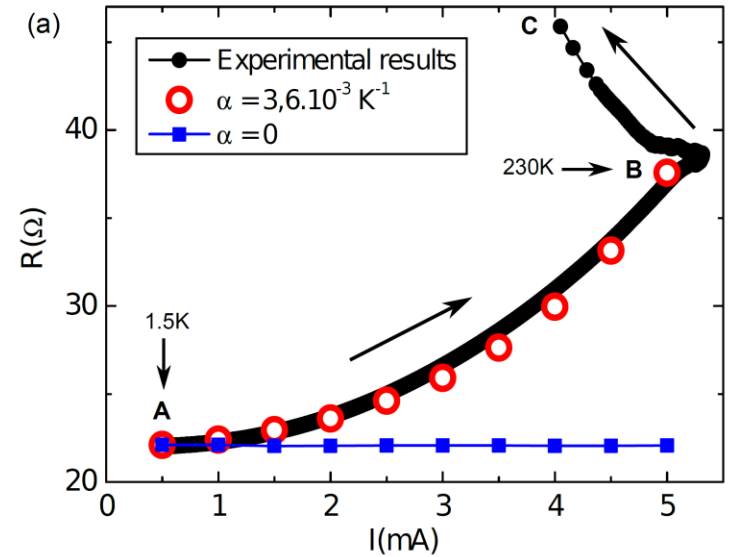 (a)
Experimental results
α = 3,6.10⁻³ K⁻¹
α = 0
C
230K
B
1.5K
A
40
30
20
R(Ω)
0
1
2
3
4
5
I(mA)